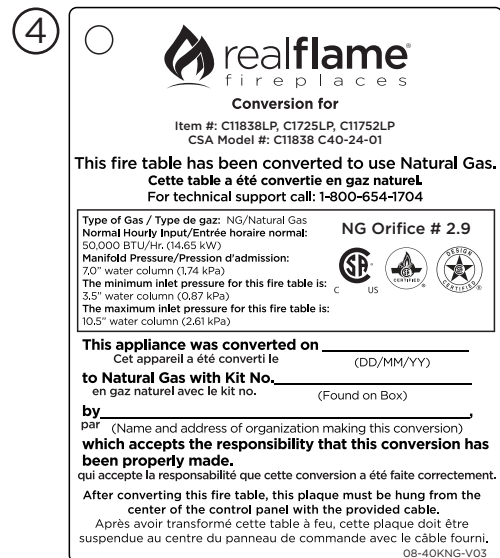 4
realflame®
fireplaces
Conversion for
Item #: C11838LP, C1725LP, C11752LP
CSA Model #: C11838 C40-24-01
This fire table has been converted to use Natural Gas.
Cette table a été convertie en gaz naturel.
For technical support call: 1-800-654-1704
Type of Gas / Type de gaz: NG/Natural Gas
Normal Hourly Input/Entrée horaire normal:
50,000 BTU/Hr. (14.65 kW)
Manifold Pressure/Pression d'admission:
7,0” water column (1,74 kPa)
The minimum inlet pressure for this fire table is:
3.5” water column (0.87 kPa)
The maximum inlet pressure for this fire table is:
10.5” water column (2.61 kPa)
NG Orifice # 2.9
SA
C US
CERTIFIED ®
DESIGN CERTIFIED ®
This appliance was converted on
Cet appareil a été converti le (DD/MM/YY)
to Natural Gas with Kit No.
en gaz naturel avec le kit no. (Found on Box)
by ,
par (Name and address of organization making this conversion)
which accepts the responsibility that this conversion has
been properly made.
qui accepte la responsabilité que cette conversion a été faite correctement.
After converting this fire table, this plaque must be hung from the
center of the control panel with the provided cable.
Après avoir transformé cette table à feu, cette plaque doit être
suspendue au centre du panneau de commande avec le câble fourni.
08-40KNG-V03